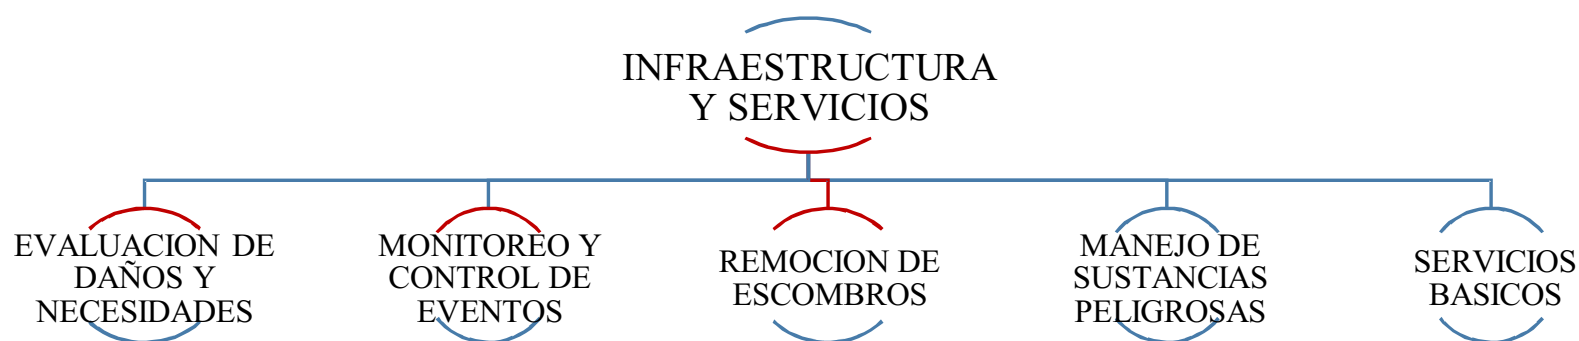 INFRAESTRUCTURA
Y SERVICIOS
EVALUACION DE
DAÑOS Y
NECESIDADES
MONITOREO Y
CONTROL DE
EVENTOS
REMOCION DE
ESCOMBROS
MANEJO DE
SUSTANCIAS
PELIGROSAS
SERVICIOS
BASICOS